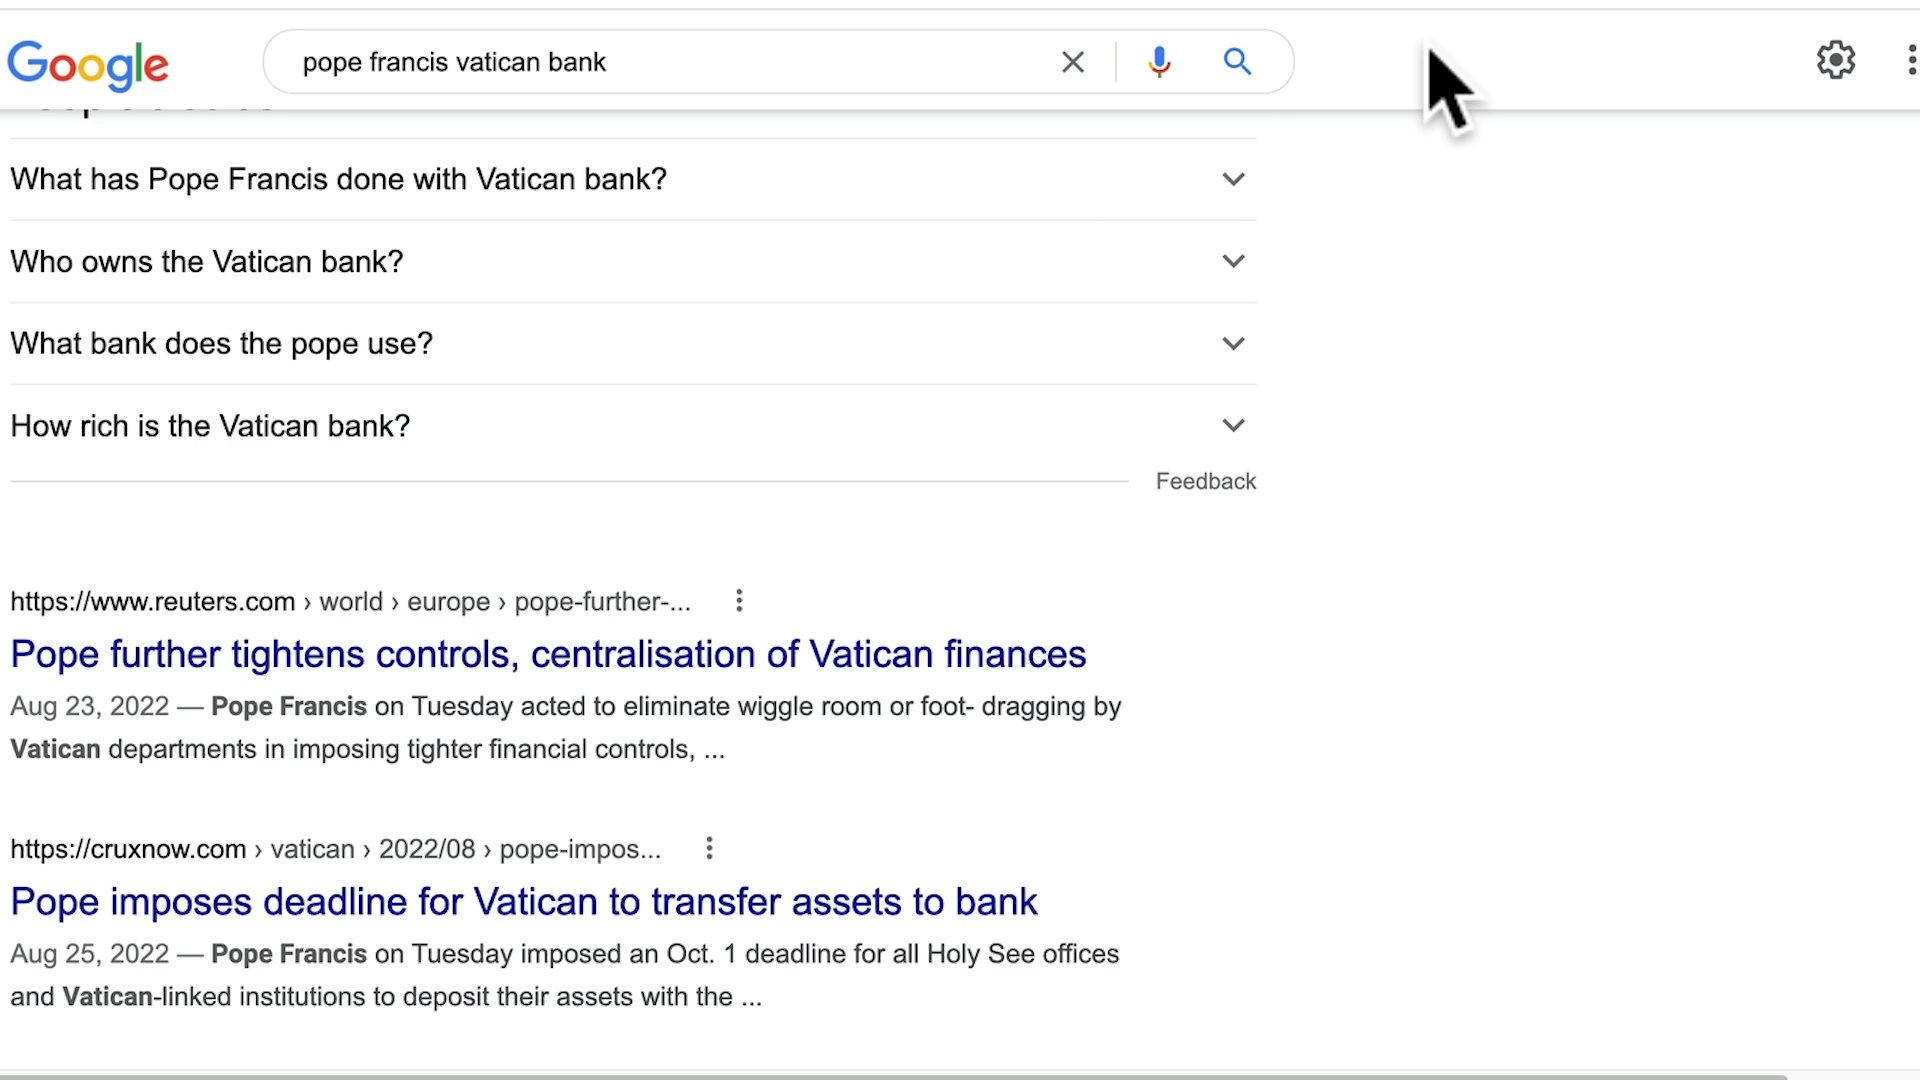 Google
pope francis vatican bank
What has Pope Francis done with Vatican bank?
Who owns the Vatican bank?
What bank does the pope use?
How rich is the Vatican bank?
Feedback
https://www.reuters.com › world › europe › pope-further-...
Pope further tightens controls, centralisation of Vatican finances
Aug 23, 2022 — Pope Francis on Tuesday acted to eliminate wiggle room or foot- dragging by
Vatican departments in imposing tighter financial controls, ...
https://cruxnow.com › vatican › 2022/08 › pope-impos...
Pope imposes deadline for Vatican to transfer assets to bank
Aug 25, 2022 — Pope Francis on Tuesday imposed an Oct. 1 deadline for all Holy See offices
and Vatican-linked institutions to deposit their assets with the ...